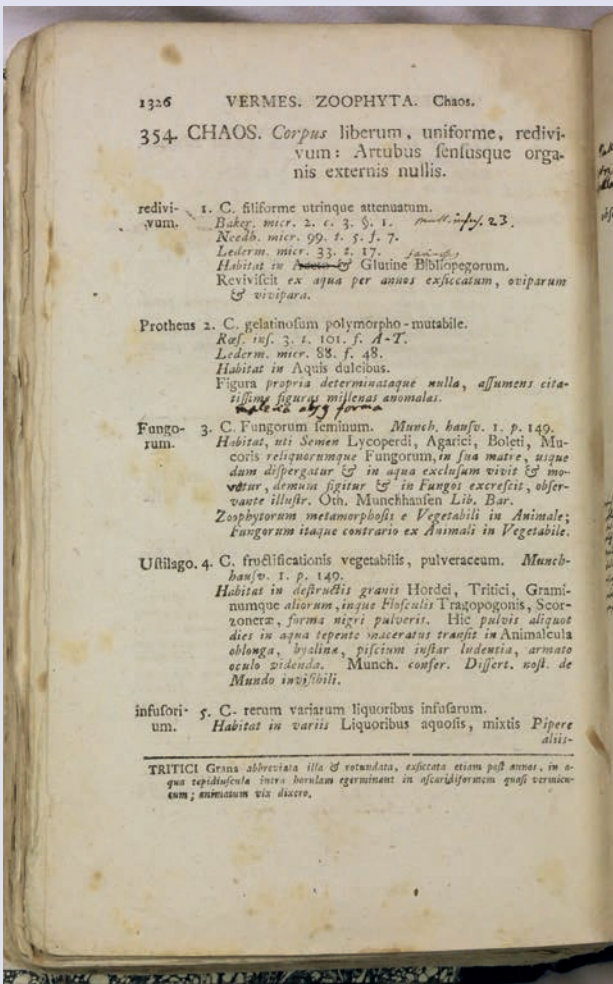 1326 VERMES. ZOOPHYTA. Chaos.
354. CHAOS. Corpus liberum, uniforme, redivi-
vum: Artubus ſenſusque orga-
nis externis nullis.
redivi- 1. C. filiforme utrinque attenuatum.
vum. Baker. micr. 2. c. 3. §. 1. mull. infus. 23.
Needh. micr. 99. t. 5. f. 7.
Lederm. micr. 33. t. 17.
Habitat in Aceto & Glutine Bibliopegorum.
Reviviſcit ex aqua per annos exſiccatum, oviparum
& vivipara.
Protheus 2. C. gelatinoſum polymorpho-mutabile.
Rœſ. inſ. 3. t. 101. f. A-T.
Lederm. micr. 88. f. 48.
Habitat in Aquis dulcibus.
Figura propria determinataque nulla, aſſumens cita-
tiſſime figuras millenas anomalas.
forma
Fungo- 3. C. Fungorum ſeminum. Munch. hauſv. 1. p. 149.
rum. Habitat, uti Semen Lycoperdi, Agarici, Boleti, Mu-
coris reliquorumque Fungorum, in ſua matre, usque
dum diſpergatur & in aqua excluſum vivit & mo-
vetur, demum figitur & in Fungos excreſcit, obſer-
vante illuſtr. Oth. Munchhauſen Lib. Bar.
Zoophytorum metamorphoſis e Vegetabili in Animale;
Fungorum itaque contrario ex Animali in Vegetabile.
Uſtilago. 4. C. fructificationis vegetabilis, pulveraceum. Munch-
hauſv. 1. p. 149.
Habitat in deſtructis granis Hordei, Tritici, Grami-
numque aliorum, inque Floſculis Tragopogonis, Scor-
zoneræ, forma nigri pulveris. Hic pulvis aliquot
dies in aqua tepente maceratus tranſit in Animalcula
oblonga, hyalina, piſcium inſtar ludentia, armato
oculo videnda. Munch. confer. Diſſert. noſt. de
Mundo inviſibili.
infuſori- 5. C. rerum variarum liquoribus infuſarum.
um. Habitat in variis Liquoribus aquoſis, mixtis Pipere
aliis-
TRITICI Grana abbreviata illa & rotundata, exſiccata etiam poſt annos, in a-
qua tepidiuſcula intra horulam egerminant in aſcaridiformem quaſi vermicu-
lum; animatum vix dixero.